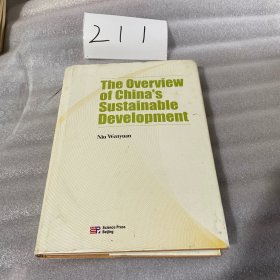 211
The Overview
of China's
Sustainable
Development
Niu Wenyuan
Science Press
Beijing